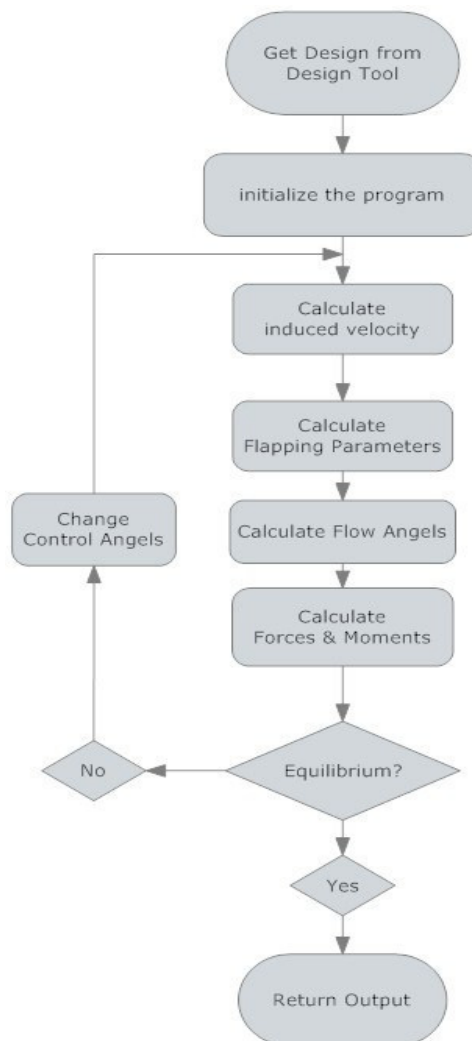 Get Design from
Design Tool
initialize the program
Calculate
induced velocity
Calculate
Flapping Parameters
Change
Control Angels
Calculate Flow Angels
Calculate
Forces & Moments
No
Equilibrium?
Yes
Return Output